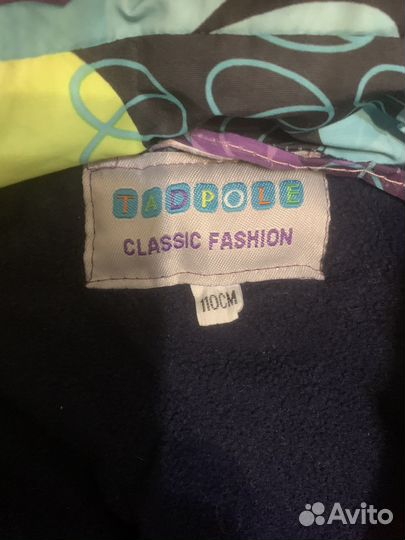 TADPOLE
CLASSIC FASHION
110CM
Avito